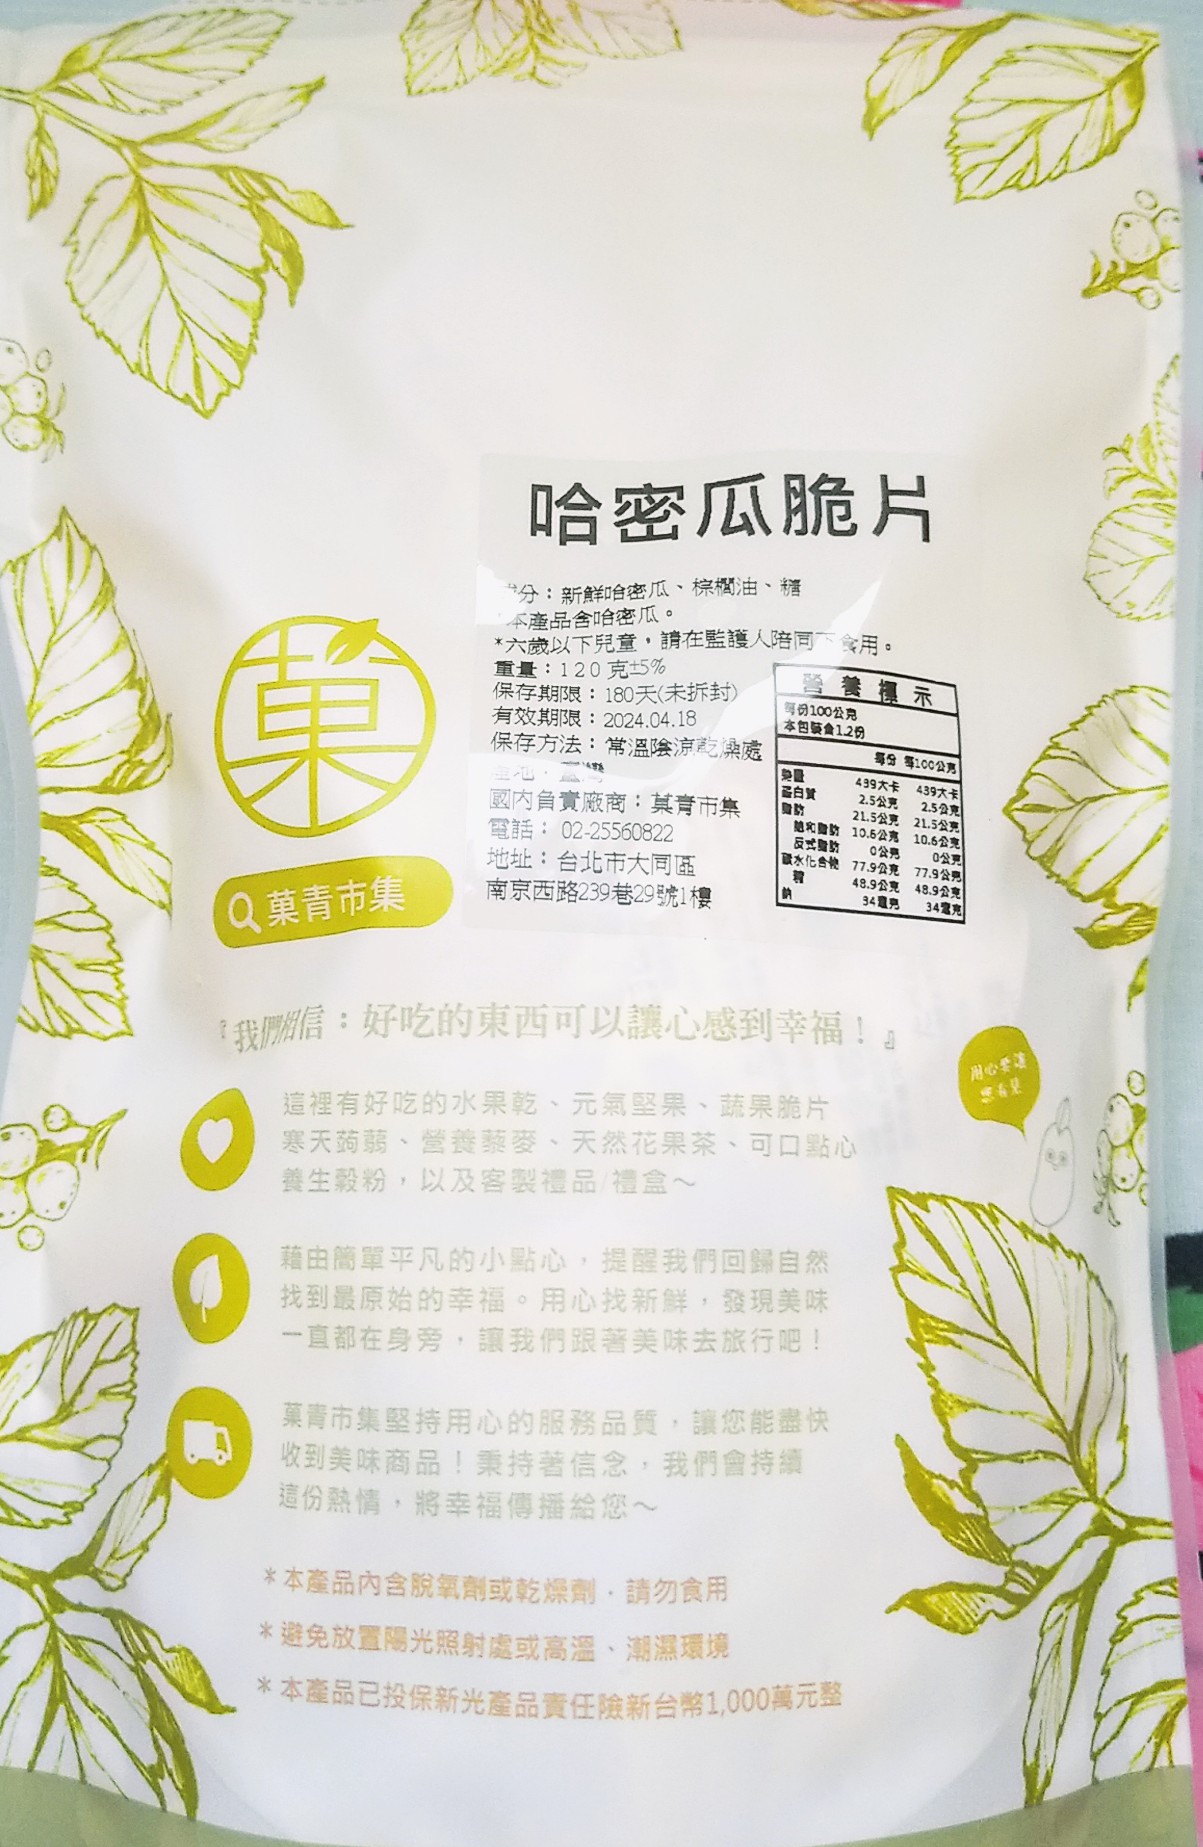 哈密瓜脆片
成分：新鮮哈密瓜、棕櫚油、糖
*本產品含哈密瓜。
*六歲以下兒童，請在監護人陪同下食用。
重量：120克±5%
保存期限：180天(未拆封)
有效期限：2024.04.18
保存方法：常溫陰涼乾燥處
產地：臺灣
國內負責廠商：菓青市集
電話：02-25560822
地址：台北市大同區
南京西路239巷29號1樓
營養標示
每份100公克
本包裝含1.2份
每份 每100公克
熱量 439大卡 439大卡
蛋白質 2.5公克 2.5公克
脂肪 21.5公克 21.5公克
飽和脂肪 10.6公克 10.6公克
反式脂肪 0公克 0公克
碳水化合物 77.9公克 77.9公克
糖 48.9公克 48.9公克
鈉 34毫克 34毫克
菓
菓青市集
『我們相信：好吃的東西可以讓心感到幸福！』
用心要讓
您看見
這裡有好吃的水果乾、元氣堅果、蔬果脆片
寒天蒟蒻、營養藜麥、天然花果茶、可口點心
養生穀粉，以及客製禮品/禮盒～
藉由簡單平凡的小點心，提醒我們回歸自然
找到最原始的幸福。用心找新鮮，發現美味
一直都在身旁，讓我們跟著美味去旅行吧！
菓青市集堅持用心的服務品質，讓您能盡快
收到美味商品！秉持著信念，我們會持續
這份熱情，將幸福傳播給您～
*本產品內含脫氧劑或乾燥劑．請勿食用
*避免放置陽光照射處或高溫、潮濕環境
*本產品已投保新光產品責任險新台幣1,000萬元整